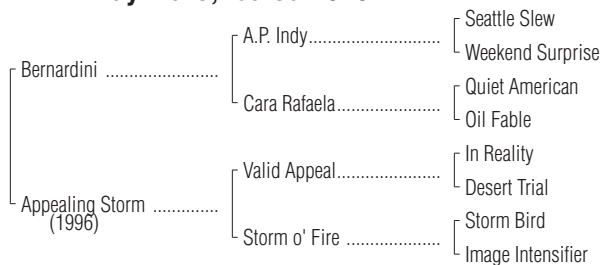 Seattle Slew
A.P. Indy
Weekend Surprise
Bernardini
Quiet American
Cara Rafaela
Oil Fable
In Reality
Valid Appeal
Desert Trial
Appealing Storm
(1996)
Storm Bird
Storm o' Fire
Image Intensifier